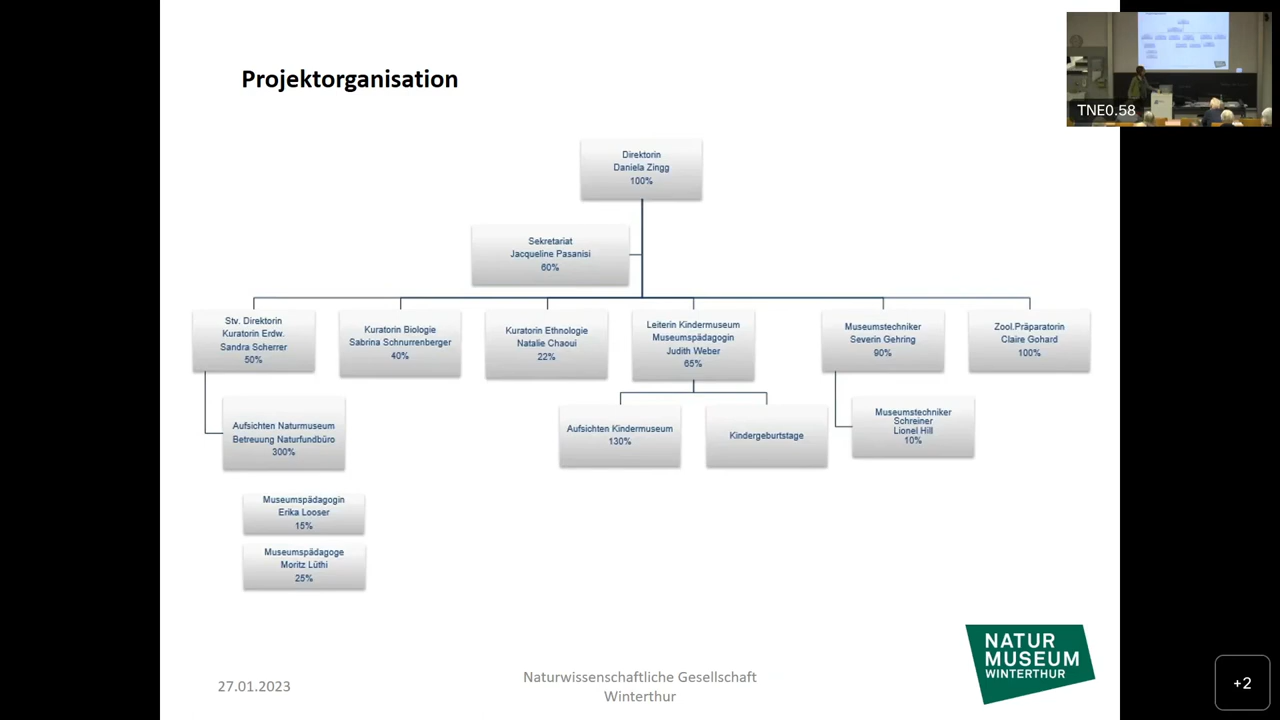 Projektorganisation
TNE0.58
Direktorin
Daniela Zingg
100%
Sekretariat
Jacqueline Pasanisi
60%
Stv. Direktorin
Kuratorin Erdw.
Sandra Scherrer
50%
Kuratorin Biologie
Sabrina Schnurrenberger
40%
Kuratorin Ethnologie
Natalie Chaoui
22%
Leiterin Kindermuseum
Museumspädagogin
Judith Weber
65%
Museumstechniker
Severin Gehring
90%
Zool.Präparatorin
Claire Gohard
100%
Aufsichten Naturmuseum
Betreuung Naturfundbüro
300%
Aufsichten Kindermuseum
130%
Kindergeburtstage
Museumstechniker
Schreiner
Lionel Hill
10%
Museumspädagogin
Erika Looser
15%
Museumspädagoge
Moritz Lüthi
25%
27.01.2023
Naturwissenschaftliche Gesellschaft
Winterthur
NATUR
MUSEUM
WINTERTHUR
+2